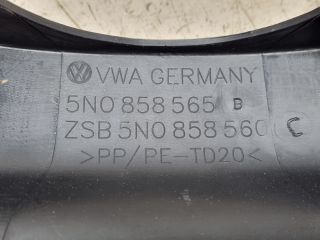 VWA GERMANY
5N0 858 565 B
ZSB 5N0 858 560 C
>PP/PE-TD20<